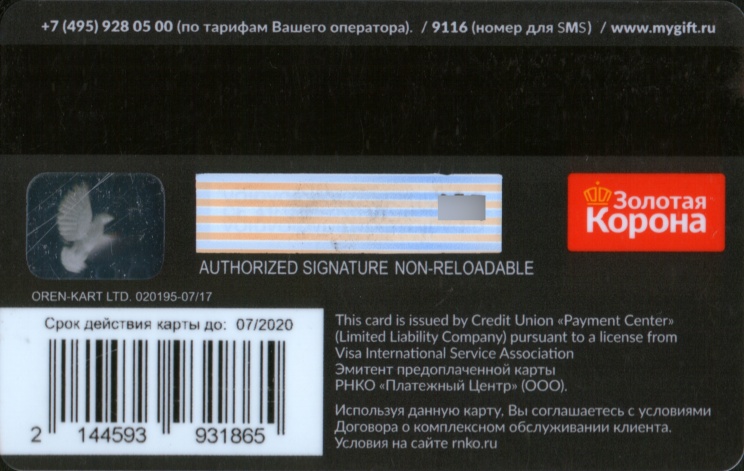 +7 (495) 928 05 00 (по тарифам Вашего оператора). / 9116 (номер для SMS) / www.mygift.ru
Золотая
Корона
AUTHORIZED SIGNATURE NON-RELOADABLE
OREN-KART LTD. 020195-07/17
Срок действия карты до: 07/2020
2 144593 931865
This card is issued by Credit Union «Payment Center»
(Limited Liability Company) pursuant to a license from
Visa International Service Association
Эмитент предоплаченной карты
РНКО «Платежный Центр» (ООО).
Используя данную карту, Вы соглашаетесь с условиями
Договора о комплексном обслуживании клиента.
Условия на сайте rnko.ru